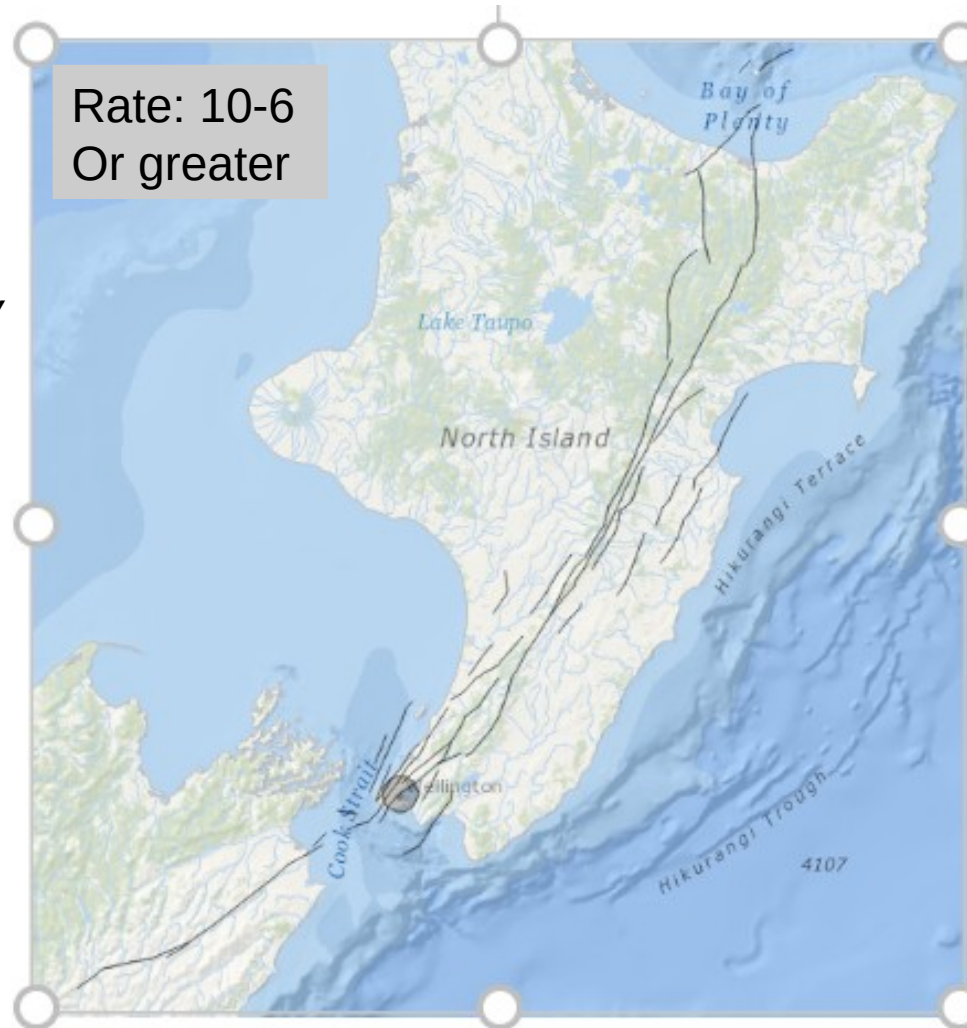 Rate: 10-6
Or greater
Bay of
Plenty
Lake Taupo
North Island
Hikurangi Terrace
Cook Strait
Wellington
Hikurangi Trough
4107